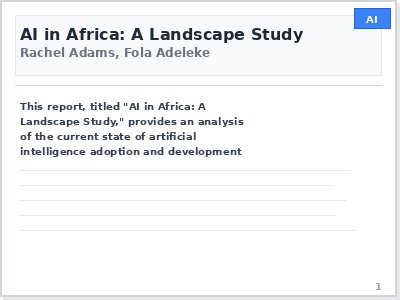 AI
AI in Africa: A Landscape Study
Rachel Adams, Fola Adeleke
This report, titled "AI in Africa: A
Landscape Study," provides an analysis
of the current state of artificial
intelligence adoption and development
1